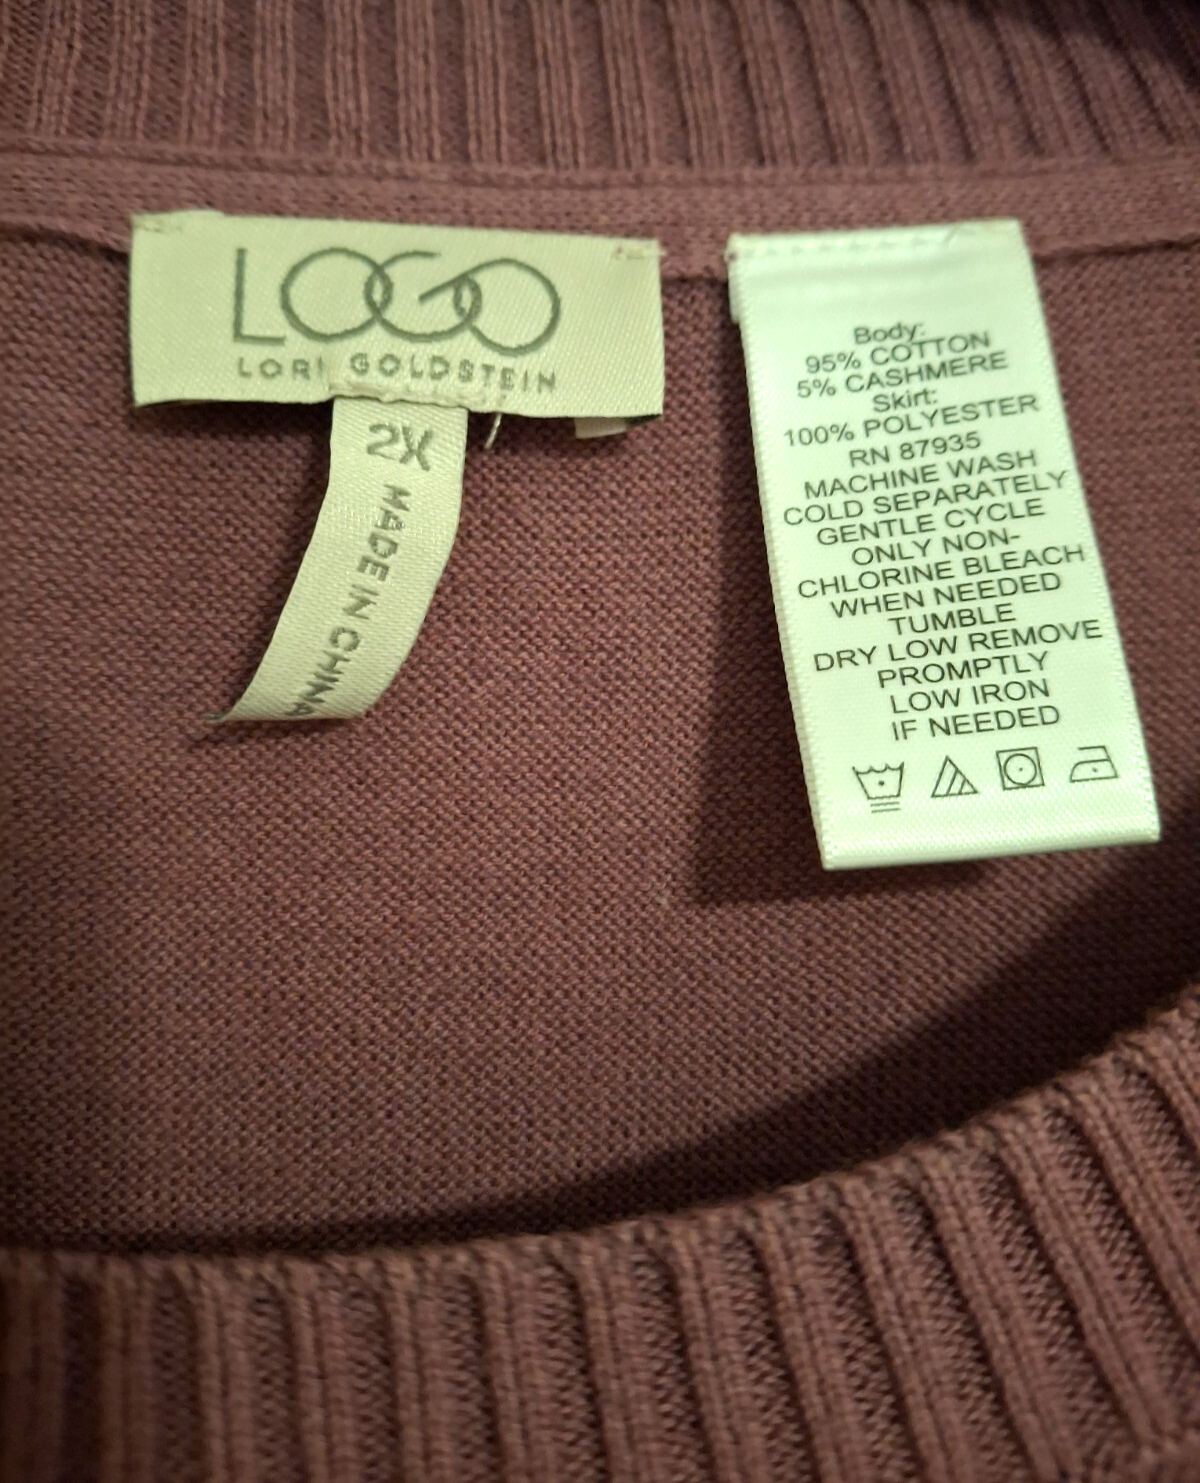 LOGO
LORI GOLDSTEIN
2X
MADE IN CHINA
Body:
95% COTTON
5% CASHMERE
Skirt:
100% POLYESTER
RN 87935
MACHINE WASH
COLD SEPARATELY
GENTLE CYCLE
ONLY NON-
CHLORINE BLEACH
WHEN NEEDED
TUMBLE
DRY LOW REMOVE
PROMPTLY
LOW IRON
IF NEEDED